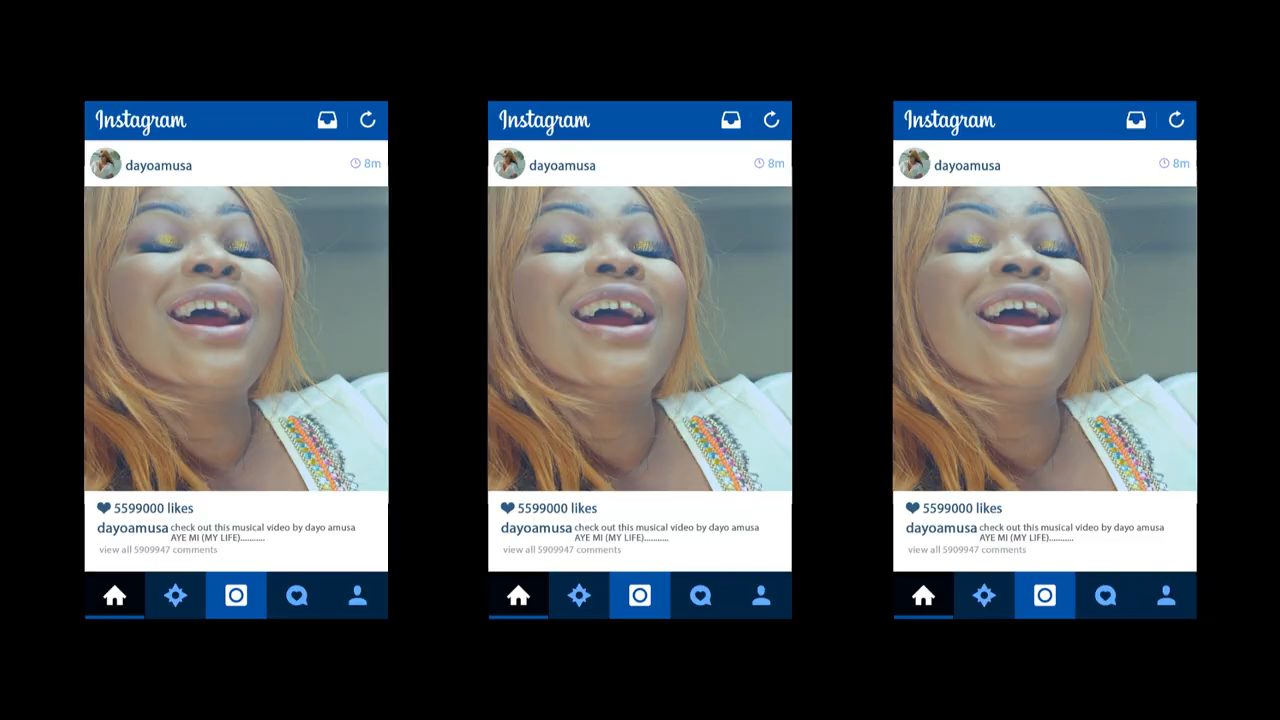 Instagram
dayoamusa
8m
5599000 likes
dayoamusa check out this musical video by dayo amusa
AYE MI (MY LIFE)...........
view all 5909947 comments
Instagram
dayoamusa
8m
5599000 likes
dayoamusa check out this musical video by dayo amusa
AYE MI (MY LIFE)...........
view all 5909947 comments
Instagram
dayoamusa
8m
5599000 likes
dayoamusa check out this musical video by dayo amusa
AYE MI (MY LIFE)...........
view all 5909947 comments